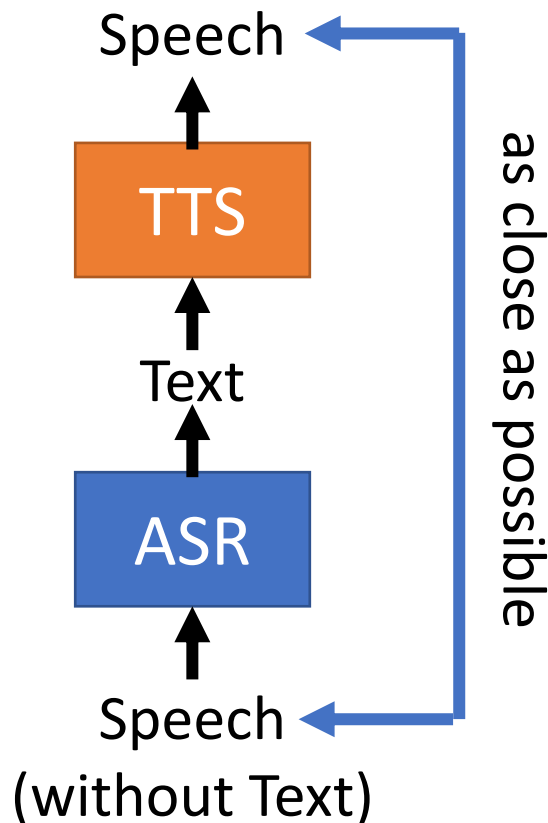 Speech
TTS
Text
ASR
Speech
(without Text)
as close as possible